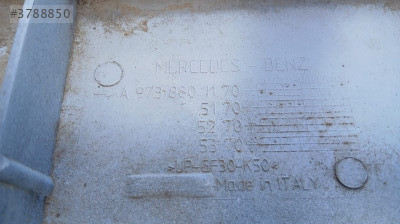 #3788850
MERCEDES - BENZ
A 973 880 11 70
51 70
52 70
53 70
>UP-GF30-K50<
Made in ITALY